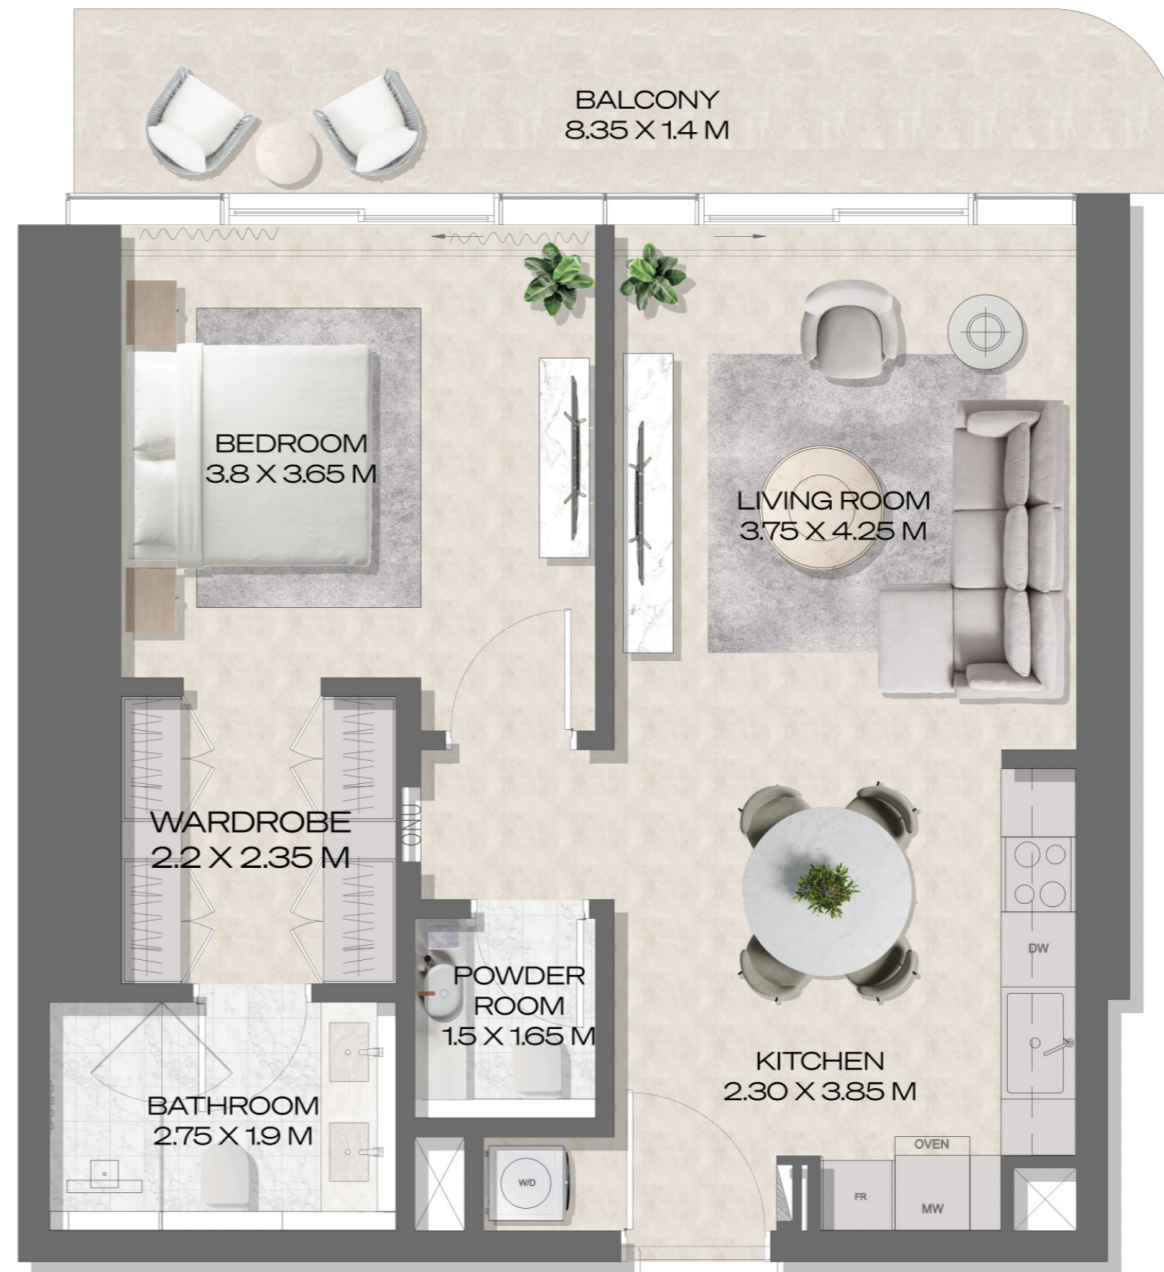 BALCONY
8.35 X 1.4 M
BEDROOM
3.8 X 3.65 M
LIVING ROOM
3.75 X 4.25 M
WARDROBE
2.2 X 2.35 M
ONU
DW
POWDER
ROOM
1.5 X 1.65 M
KITCHEN
2.30 X 3.85 M
BATHROOM
2.75 X 1.9 M
OVEN
W/D
FR
MW